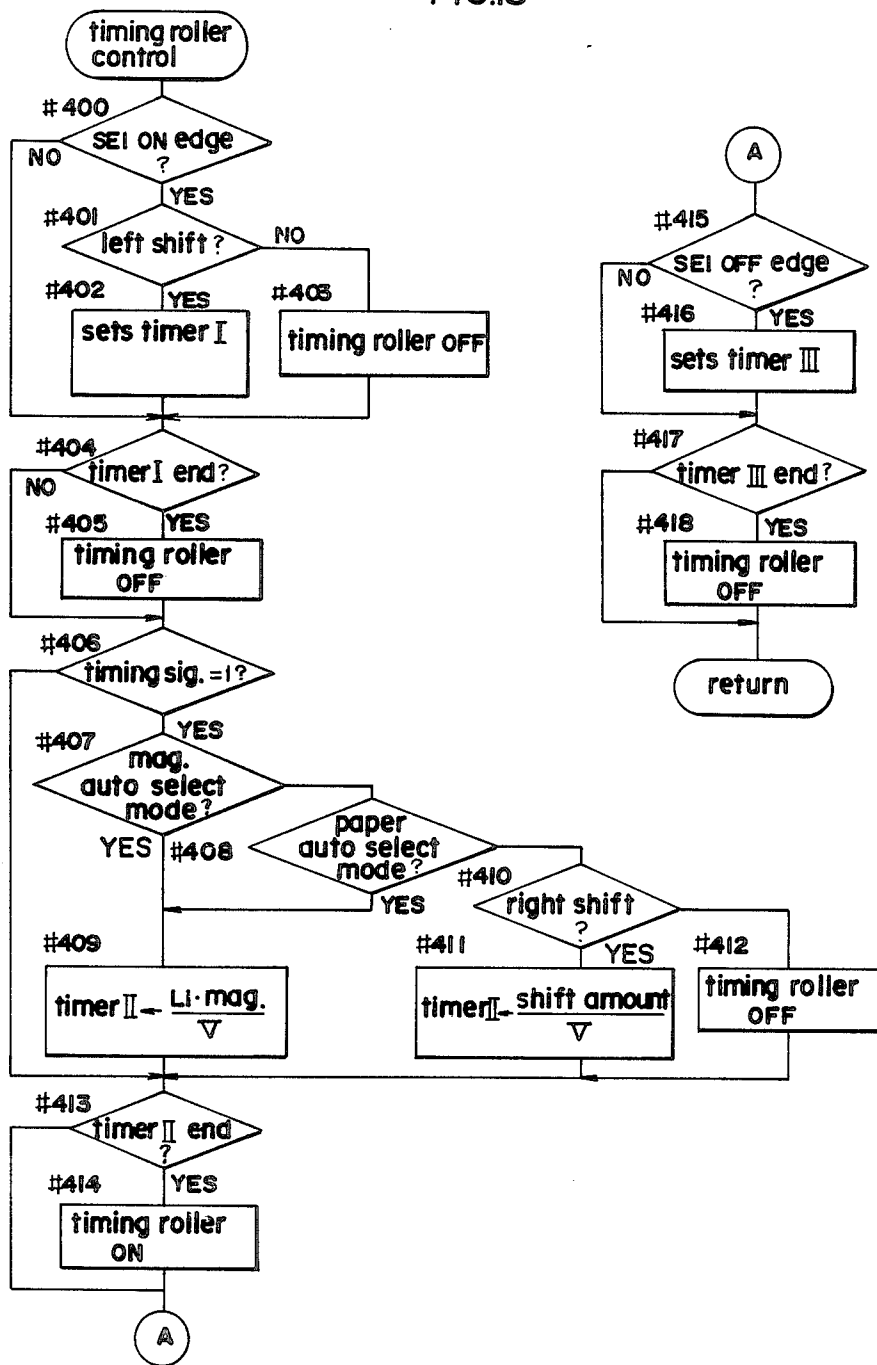 timing roller
control
#400
SE1 ON edge
?
NO
YES
#401
left shift?
NO
#402
YES
#403
sets timer I
timing roller OFF
#404
timer I end?
NO
#405
YES
timing roller
OFF
#406
timing sig. =1?
YES
#407
mag.
auto select
mode?
YES
#408
paper
auto select
mode?
YES
#410
right shift
?
YES
#409
timer II ← L1·mag.
V
#411
timer II ← shift amount
V
#412
timing roller
OFF
#413
timer II end
?
#414
YES
timing roller
ON
A
A
#415
SE1 OFF edge
?
NO
#416
YES
sets timer III
#417
timer III end?
#418
YES
timing roller
OFF
return